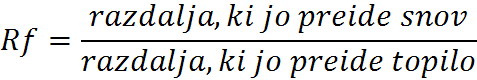 Rf = razdalja, ki jo preide snov
razdalja, ki jo preide topilo